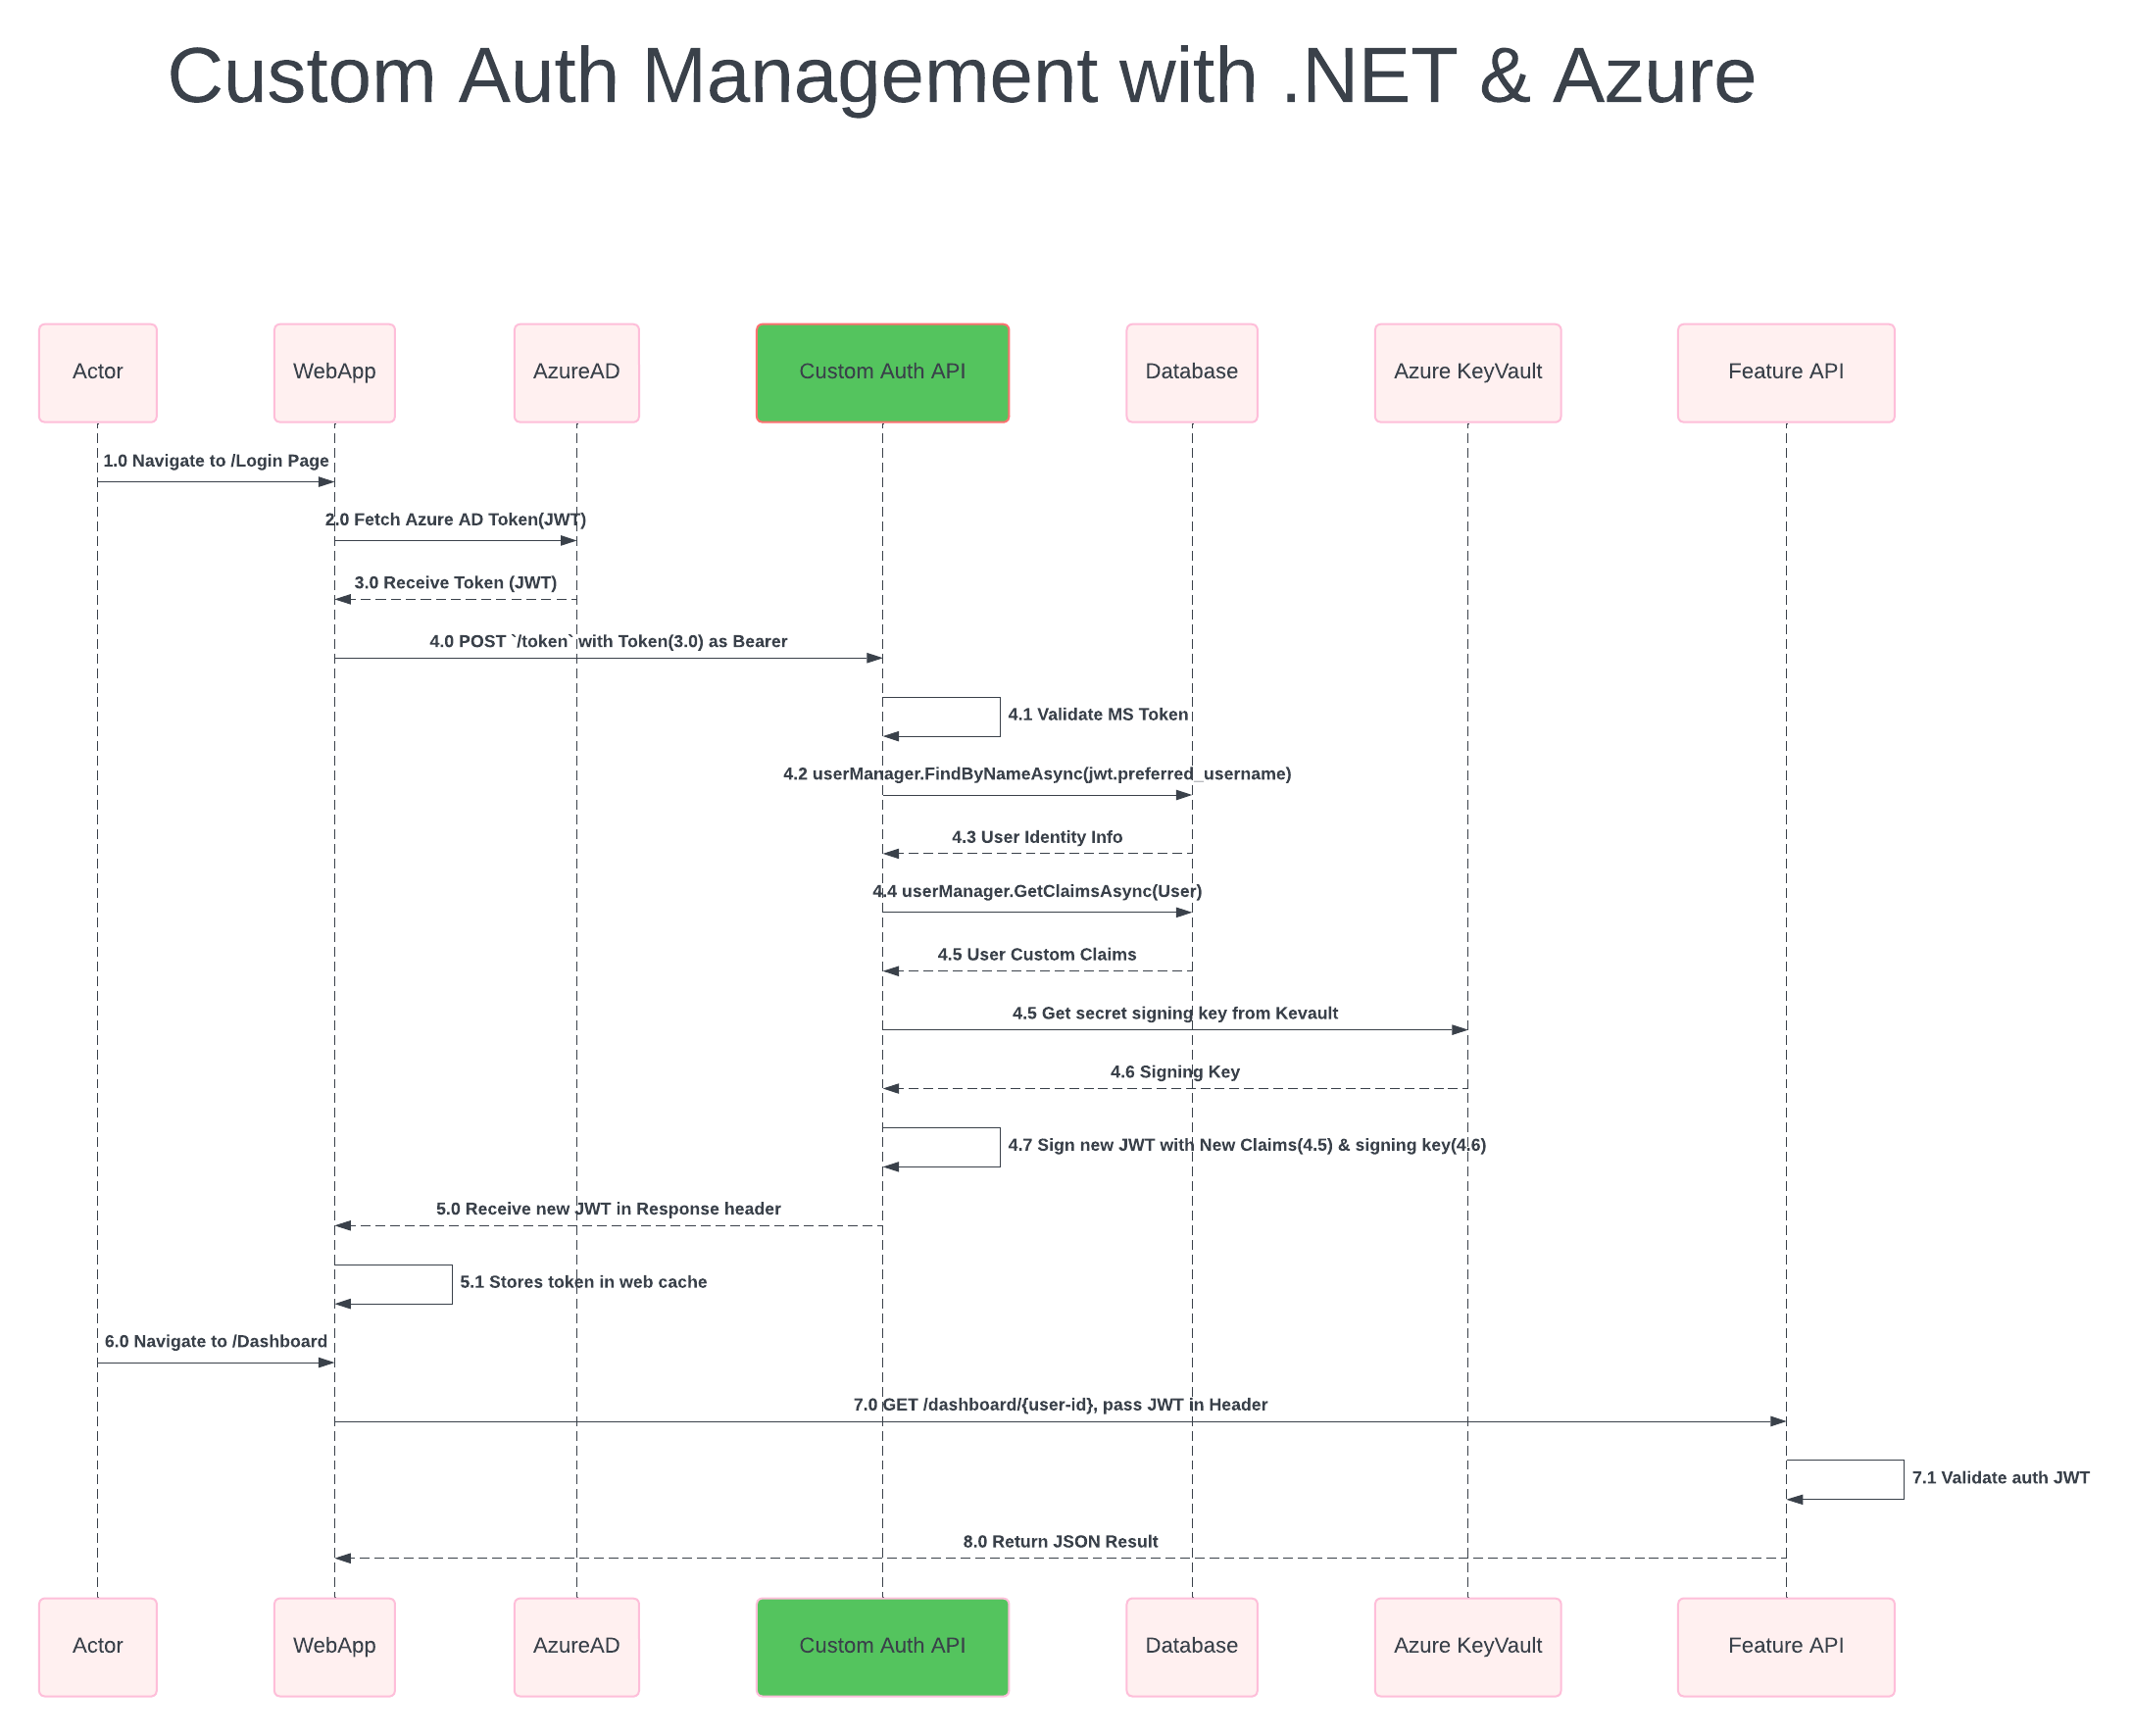 Custom Auth Management with .NET & Azure
Actor
WebApp
AzureAD
Custom Auth API
Database
Azure KeyVault
Feature API
1.0 Navigate to /Login Page
2.0 Fetch Azure AD Token(JWT)
3.0 Receive Token (JWT)
4.0 POST `/token` with Token(3.0) as Bearer
4.1 Validate MS Token
4.2 userManager.FindByNameAsync(jwt.preferred_username)
4.3 User Identity Info
4.4 userManager.GetClaimsAsync(User)
4.5 User Custom Claims
4.5 Get secret signing key from Kevault
4.6 Signing Key
4.7 Sign new JWT with New Claims(4.5) & signing key(4.6)
5.0 Receive new JWT in Response header
5.1 Stores token in web cache
6.0 Navigate to /Dashboard
7.0 GET /dashboard/{user-id}, pass JWT in Header
7.1 Validate auth JWT
8.0 Return JSON Result
Actor
WebApp
AzureAD
Custom Auth API
Database
Azure KeyVault
Feature API